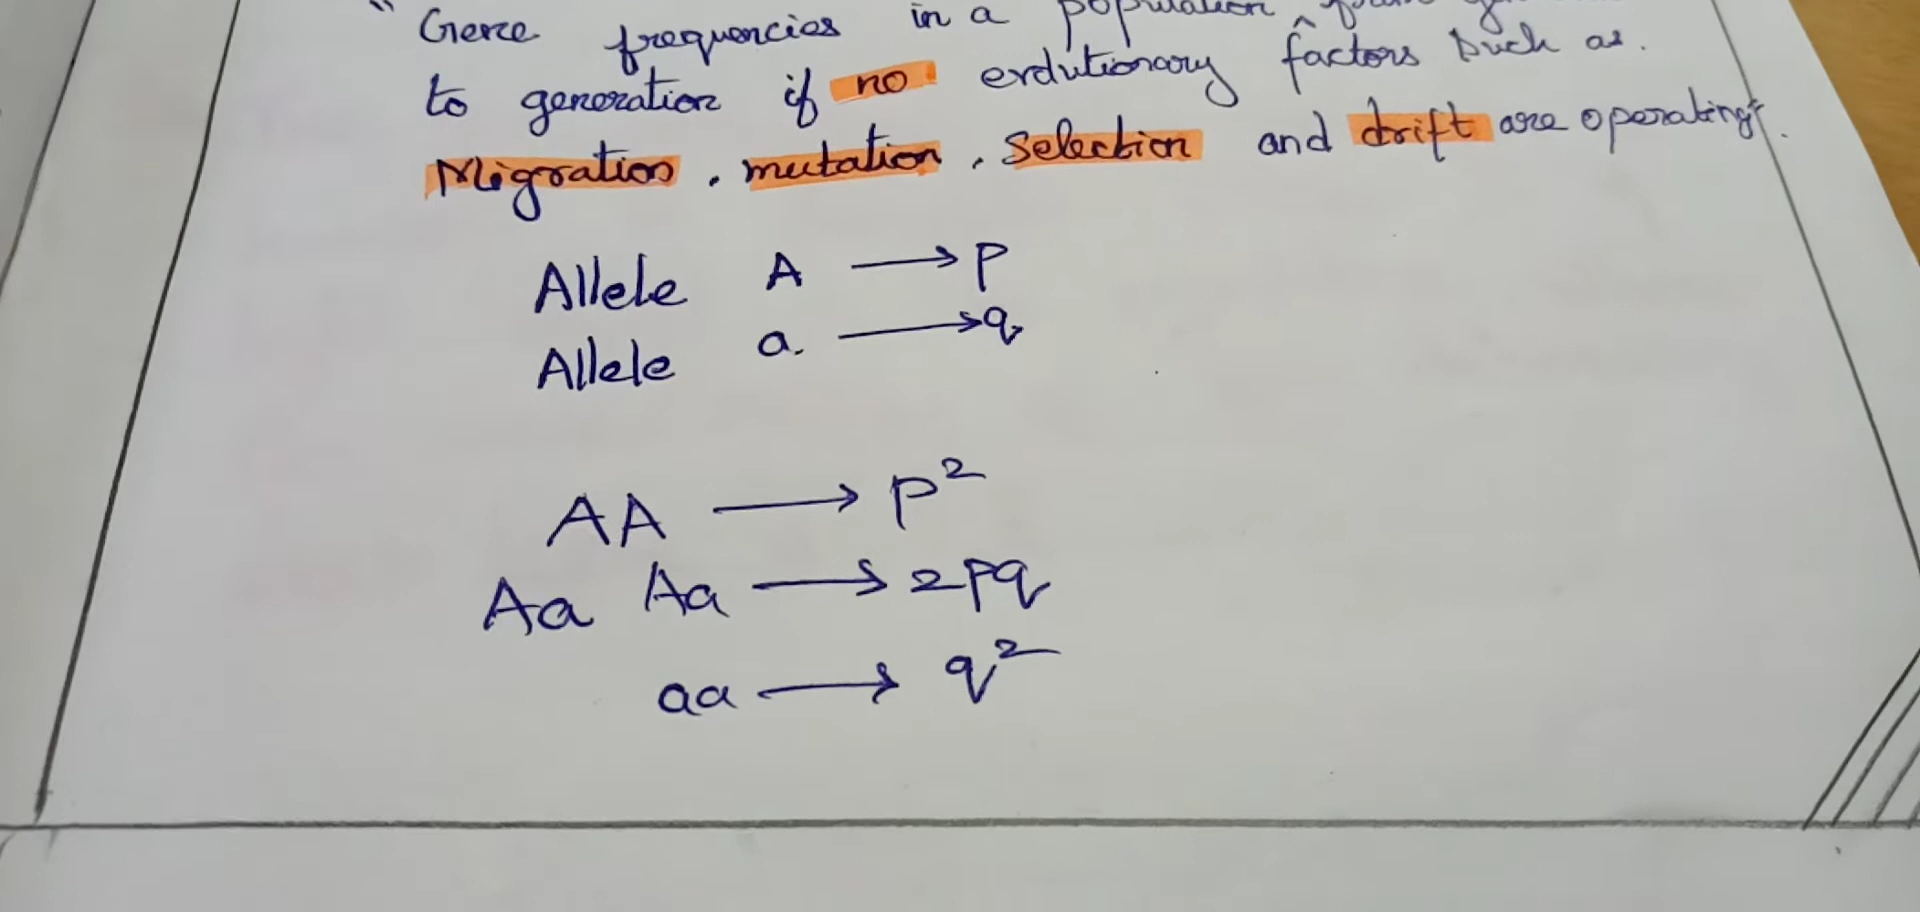 " Gene frequencies in a population
to generation if no evolutionary factors such as.
Migration, mutation, Selection and drift are operating".
Allele A → p
Allele a. → q
AA → p²
Aa Aa → 2pq
aa → q²